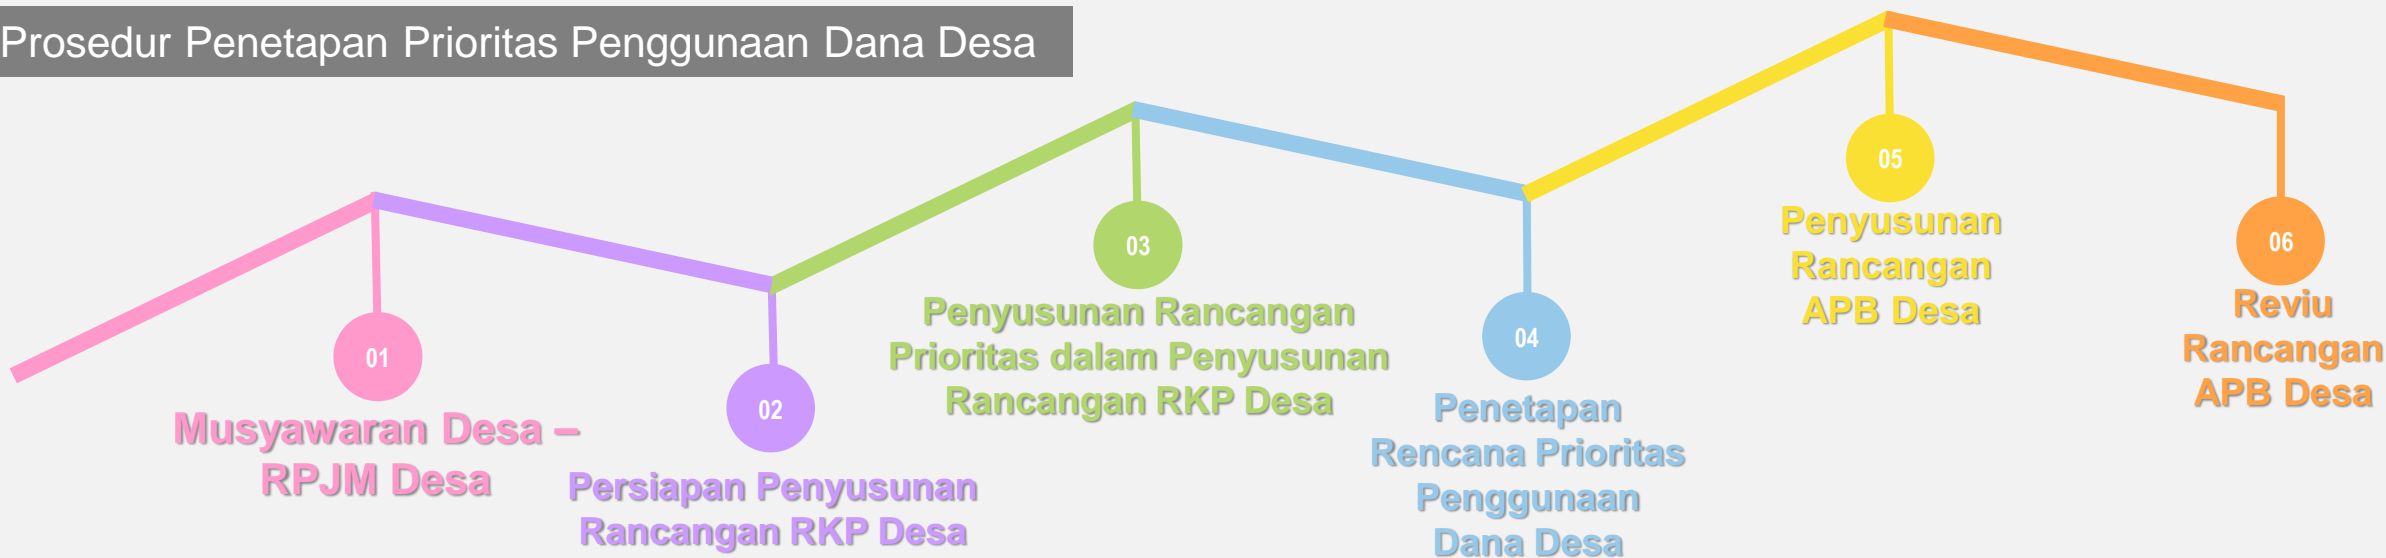 Prosedur Penetapan Prioritas Penggunaan Dana Desa
01
Musyawaran Desa –
RPJM Desa
02
Persiapan Penyusunan
Rancangan RKP Desa
03
Penyusunan Rancangan
Prioritas dalam Penyusunan
Rancangan RKP Desa
04
Penetapan
Rencana Prioritas
Penggunaan
Dana Desa
05
Penyusunan
Rancangan
APB Desa
06
Reviu
Rancangan
APB Desa